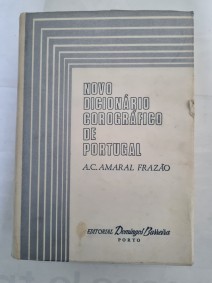 NOVO
DICIONÁRIO
COROGRÁFICO
DE
PORTUGAL
A.C. AMARAL FRAZÃO
EDITORIAL Domingos Barreira
PORTO